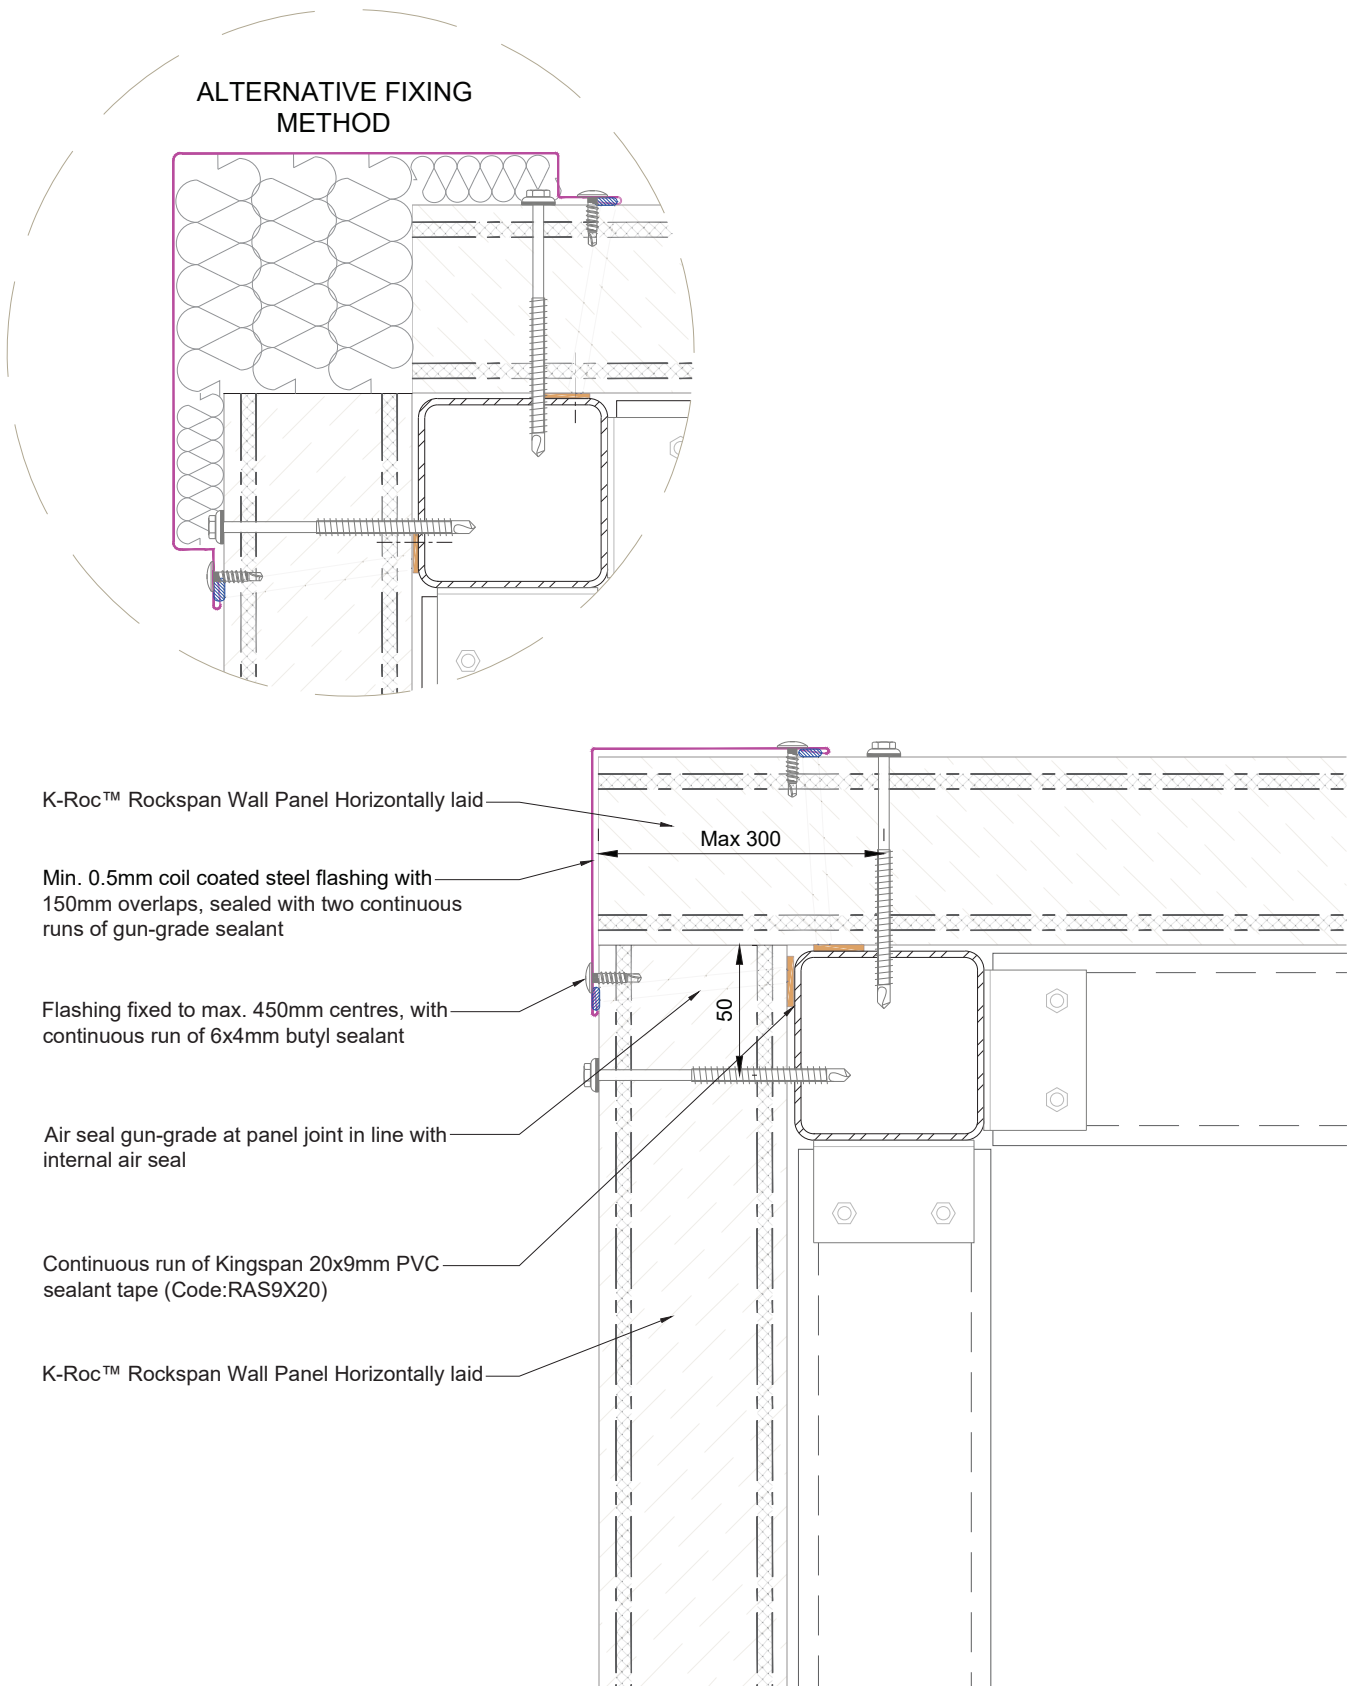 ALTERNATIVE FIXING
METHOD
K-Roc™ Rockspan Wall Panel Horizontally laid
Max 300
Min. 0.5mm coil coated steel flashing with
150mm overlaps, sealed with two continuous
runs of gun-grade sealant
Flashing fixed to max. 450mm centres, with
continuous run of 6x4mm butyl sealant
50
Air seal gun-grade at panel joint in line with
internal air seal
Continuous run of Kingspan 20x9mm PVC
sealant tape (Code:RAS9X20)
K-Roc™ Rockspan Wall Panel Horizontally laid